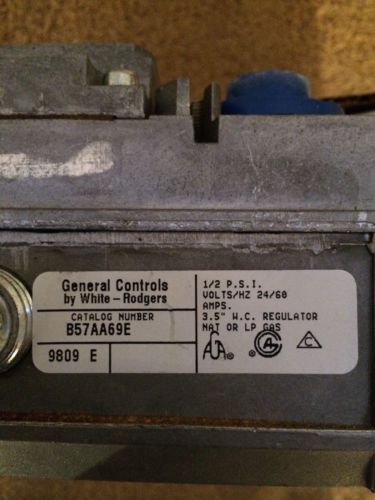 General Controls
by White-Rodgers
CATALOG NUMBER
B57AA69E
9809 E
1/2 P.S.I.
VOLTS/HZ 24/60
AMPS.
3.5" W.C. REGULATOR
NAT OR LP GAS
AGA ®
C